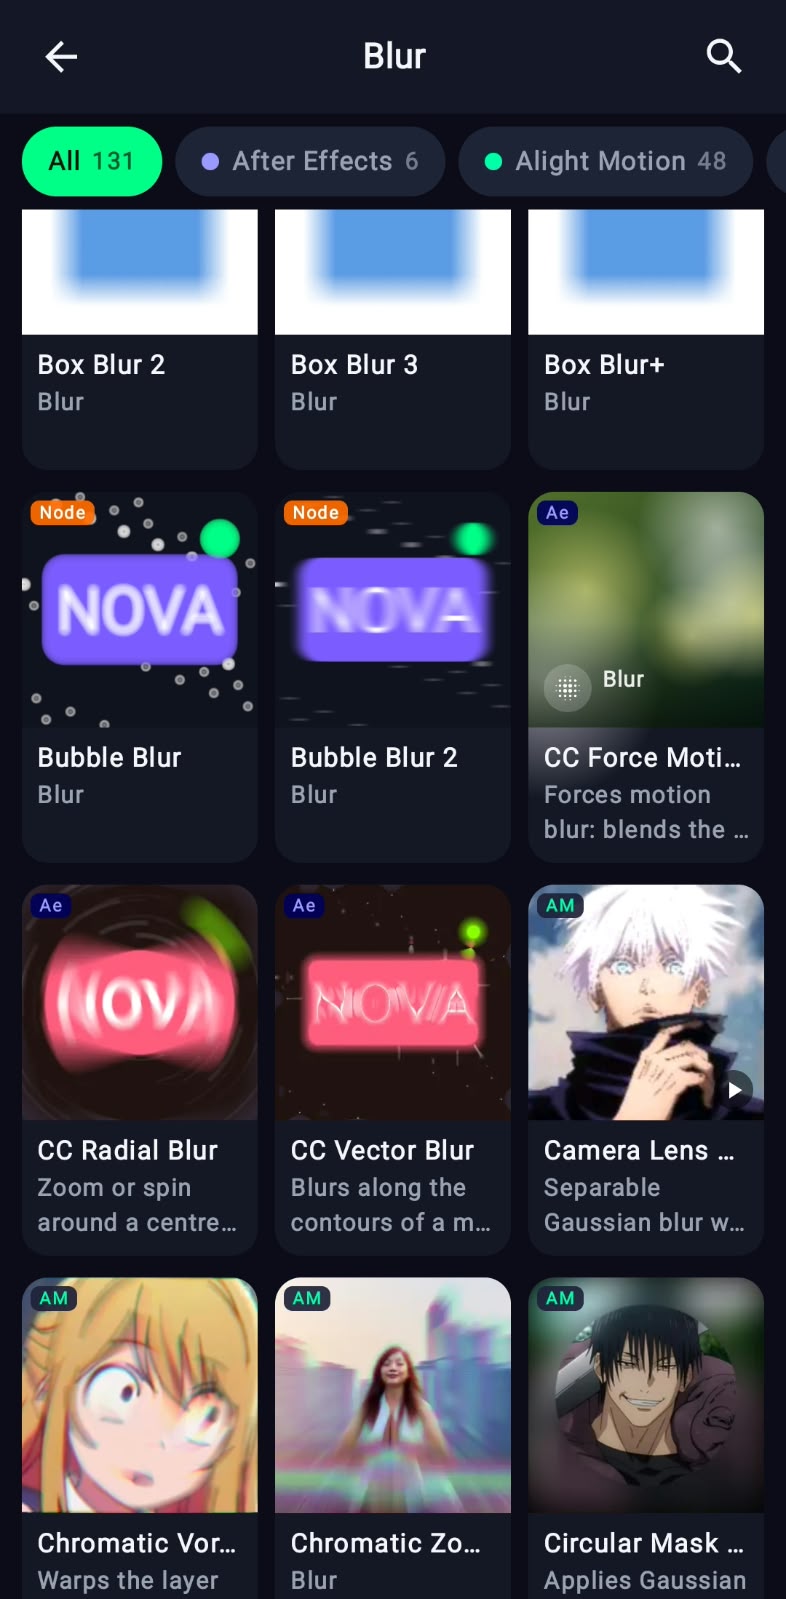 Blur
All 131
After Effects 6
Alight Motion 48
Box Blur 2
Blur
Box Blur 3
Blur
Box Blur+
Blur
Node
NOVA
Bubble Blur
Blur
Node
NOVA
Bubble Blur 2
Blur
Ae
Blur
CC Force Moti...
Forces motion
blur: blends the ...
Ae
NOVA
CC Radial Blur
Zoom or spin
around a centre...
Ae
NOVA
CC Vector Blur
Blurs along the
contours of a m...
AM
Camera Lens ...
Separable
Gaussian blur w...
AM
Chromatic Vor...
Warps the layer
AM
Chromatic Zo...
Blur
AM
Circular Mask ...
Applies Gaussian